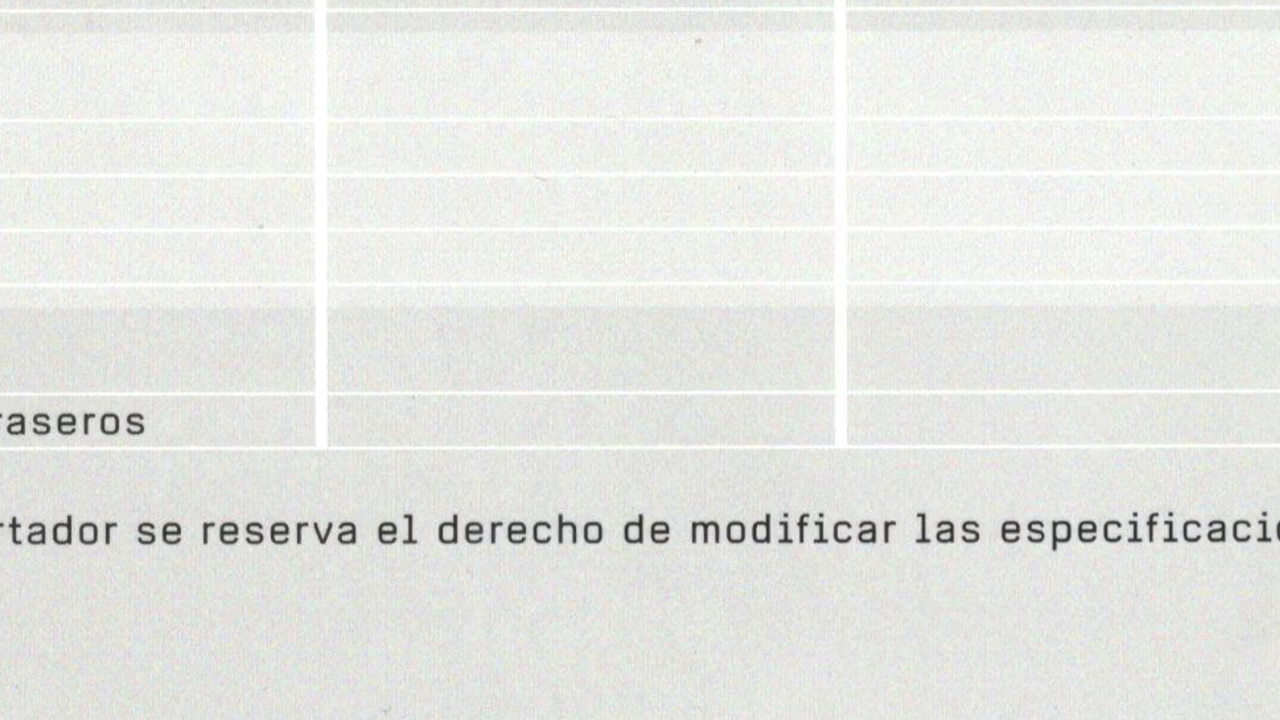 raseros
rtador se reserva el derecho de modificar las especificacio